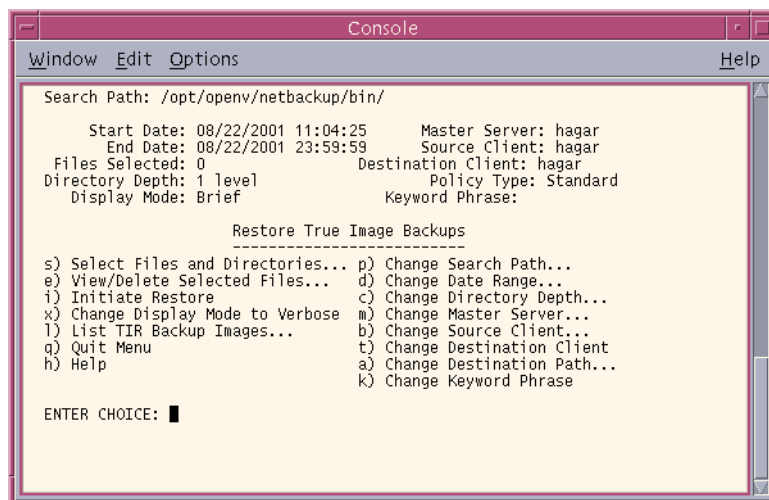 Console
Window Edit Options Help
Search Path: /opt/openv/netbackup/bin/
Start Date: 08/22/2001 11:04:25 Master Server: hagar
End Date: 08/22/2001 23:59:59 Source Client: hagar
Files Selected: 0 Destination Client: hagar
Directory Depth: 1 level Policy Type: Standard
Display Mode: Brief Keyword Phrase:
Restore True Image Backups
--------------------------
s) Select Files and Directories... p) Change Search Path...
e) View/Delete Selected Files... d) Change Date Range...
i) Initiate Restore c) Change Directory Depth...
x) Change Display Mode to Verbose m) Change Master Server...
l) List TIR Backup Images... b) Change Source Client...
q) Quit Menu t) Change Destination Client
h) Help a) Change Destination Path...
k) Change Keyword Phrase
ENTER CHOICE: